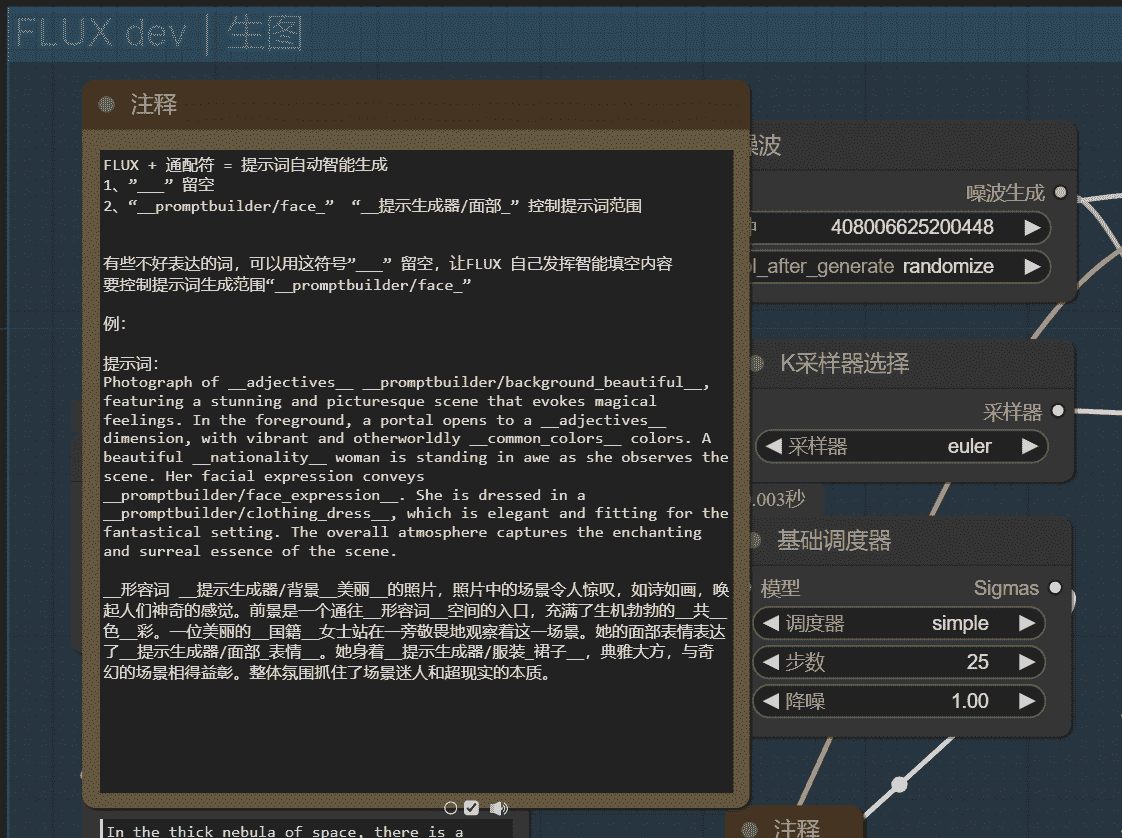 FLUX dev | 生图
注释
FLUX + 通配符 = 提示词自动智能生成
1、”___” 留空
2、“__promptbuilder/face_” “__提示生成器/面部_” 控制提示词范围
有些不好表达的词，可以用这符号”___” 留空，让FLUX 自己发挥智能填空内容
要控制提示词生成范围“__promptbuilder/face_”
例：
提示词：
Photograph of __adjectives__ __promptbuilder/background_beautiful__,
featuring a stunning and picturesque scene that evokes magical
feelings. In the foreground, a portal opens to a __adjectives__
dimension, with vibrant and otherworldly __common_colors__ colors. A
beautiful __nationality__ woman is standing in awe as she observes the
scene. Her facial expression conveys
__promptbuilder/face_expression__. She is dressed in a
__promptbuilder/clothing_dress__, which is elegant and fitting for the
fantastical setting. The overall atmosphere captures the enchanting
and surreal essence of the scene.
__形容词 __提示生成器/背景__美丽__的照片，照片中的场景令人惊叹，如诗如画，唤
起人们神奇的感觉。前景是一个通往__形容词__空间的入口，充满了生机勃勃的__共__
色__彩。一位美丽的__国籍__女士站在一旁敬畏地观察着这一场景。她的面部表情表达
了__提示生成器/面部_表情__。她身着__提示生成器/服装_裙子__，典雅大方，与奇
幻的场景相得益彰。整体氛围抓住了场景迷人和超现实的本质。
In the thick nebula of space, there is a
噪波
噪波生成
408006625200448
l_after_generate randomize
K采样器选择
采样器
采样器 euler
.003秒
基础调度器
模型 Sigmas
调度器 simple
步数 25
降噪 1.00
注释